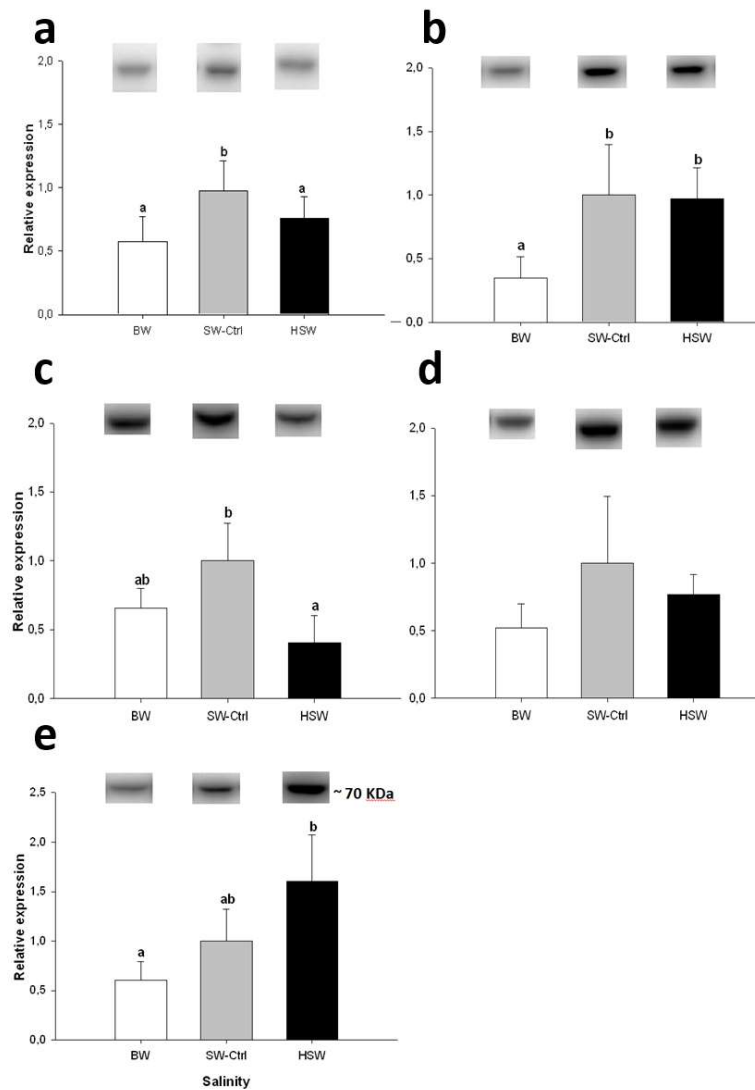 a
2,0
1,5
1,0
0,5
0,0
Relative expression
a
b
a
BW
SW-Ctrl
HSW
b
2,0
1,5
1,0
0,5
0,0
a
b
b
BW
SW-Ctrl
HSW
c
2,0
1,5
1,0
0,5
0,0
Relative expression
ab
b
a
BW
SW-Ctrl
HSW
d
2,0
1,5
1,0
0,5
0,0
BW
SW-Ctrl
HSW
e
~ 70 KDa
2.5
2,0
1,5
1,0
0,5
0,0
Relative expression
a
ab
b
BW
SW-Ctrl
HSW
Salinity